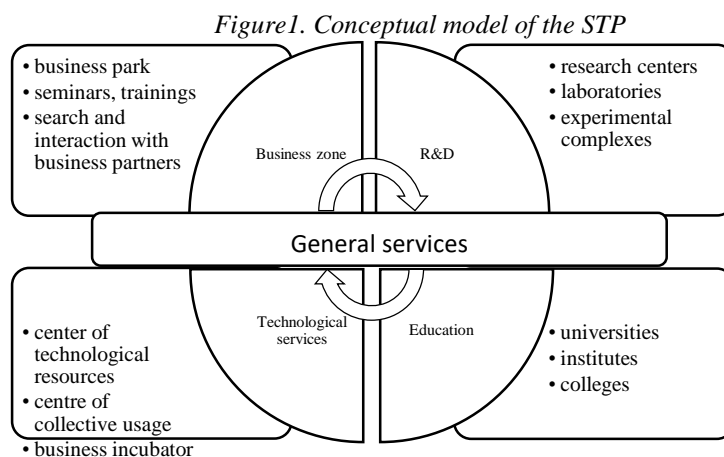 Figure1. Conceptual model of the STP
• business park
• seminars, trainings
• search and
interaction with
business partners
Business zone
R&D
• research centers
• laboratories
• experimental
complexes
General services
• center of
technological
resources
• centre of
collective usage
• business incubator
Technological
services
Education
• universities
• institutes
• colleges